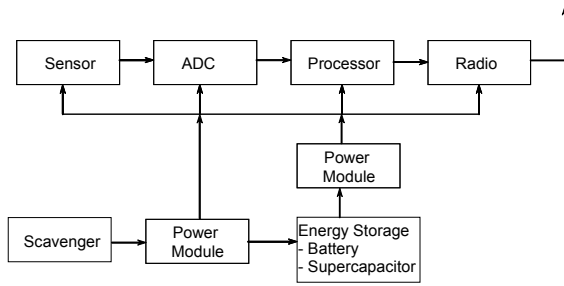 Sensor
ADC
Processor
Radio
Power
Module
Scavenger
Power
Module
Energy Storage
- Battery
- Supercapacitor